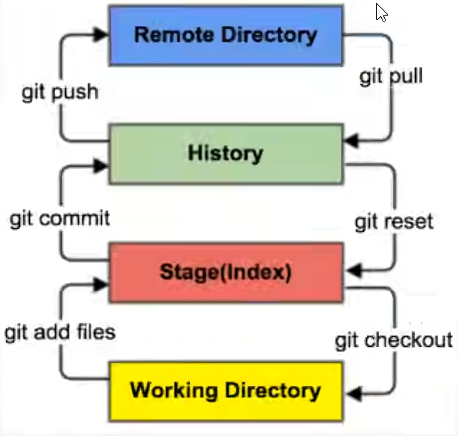 Remote Directory
git push
git pull
History
git commit
git reset
Stage(Index)
git add files
git checkout
Working Directory